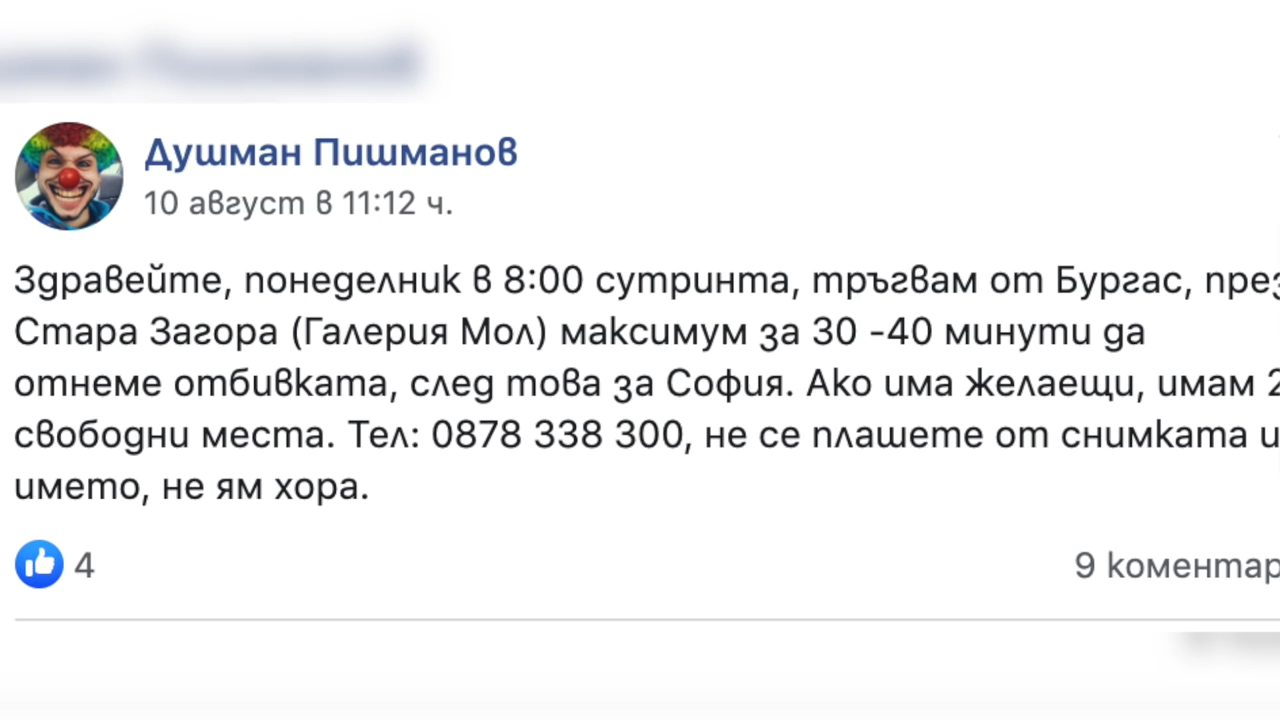 Душман Пишманов
10 август в 11:12 ч.
Здравейте, понеделник в 8:00 сутринта, тръгвам от Бургас, през
Стара Загора (Галерия Мол) максимум за 30 -40 минути да
отнеме отбивката, след това за София. Ако има желаещи, имам 2
свободни места. Тел: 0878 338 300, не се плашете от снимката и
името, не ям хора.
4
9 коментар